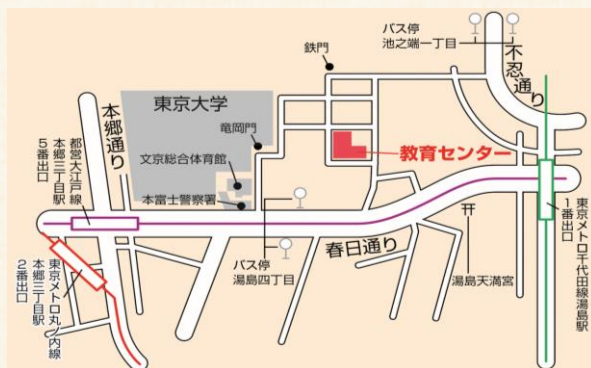 バス停
池之端一丁目
不忍通り
鉄門
東京大学
本郷通り
竜岡門
都営大江戸線
本郷三丁目駅
5番出口
文京総合体育館
教育センター
本富士警察署
東京メトロ千代田線湯島駅
1番出口
バス停
湯島四丁目
春日通り
湯島天満宮
東京メトロ丸ノ内線
本郷三丁目駅
2番出口